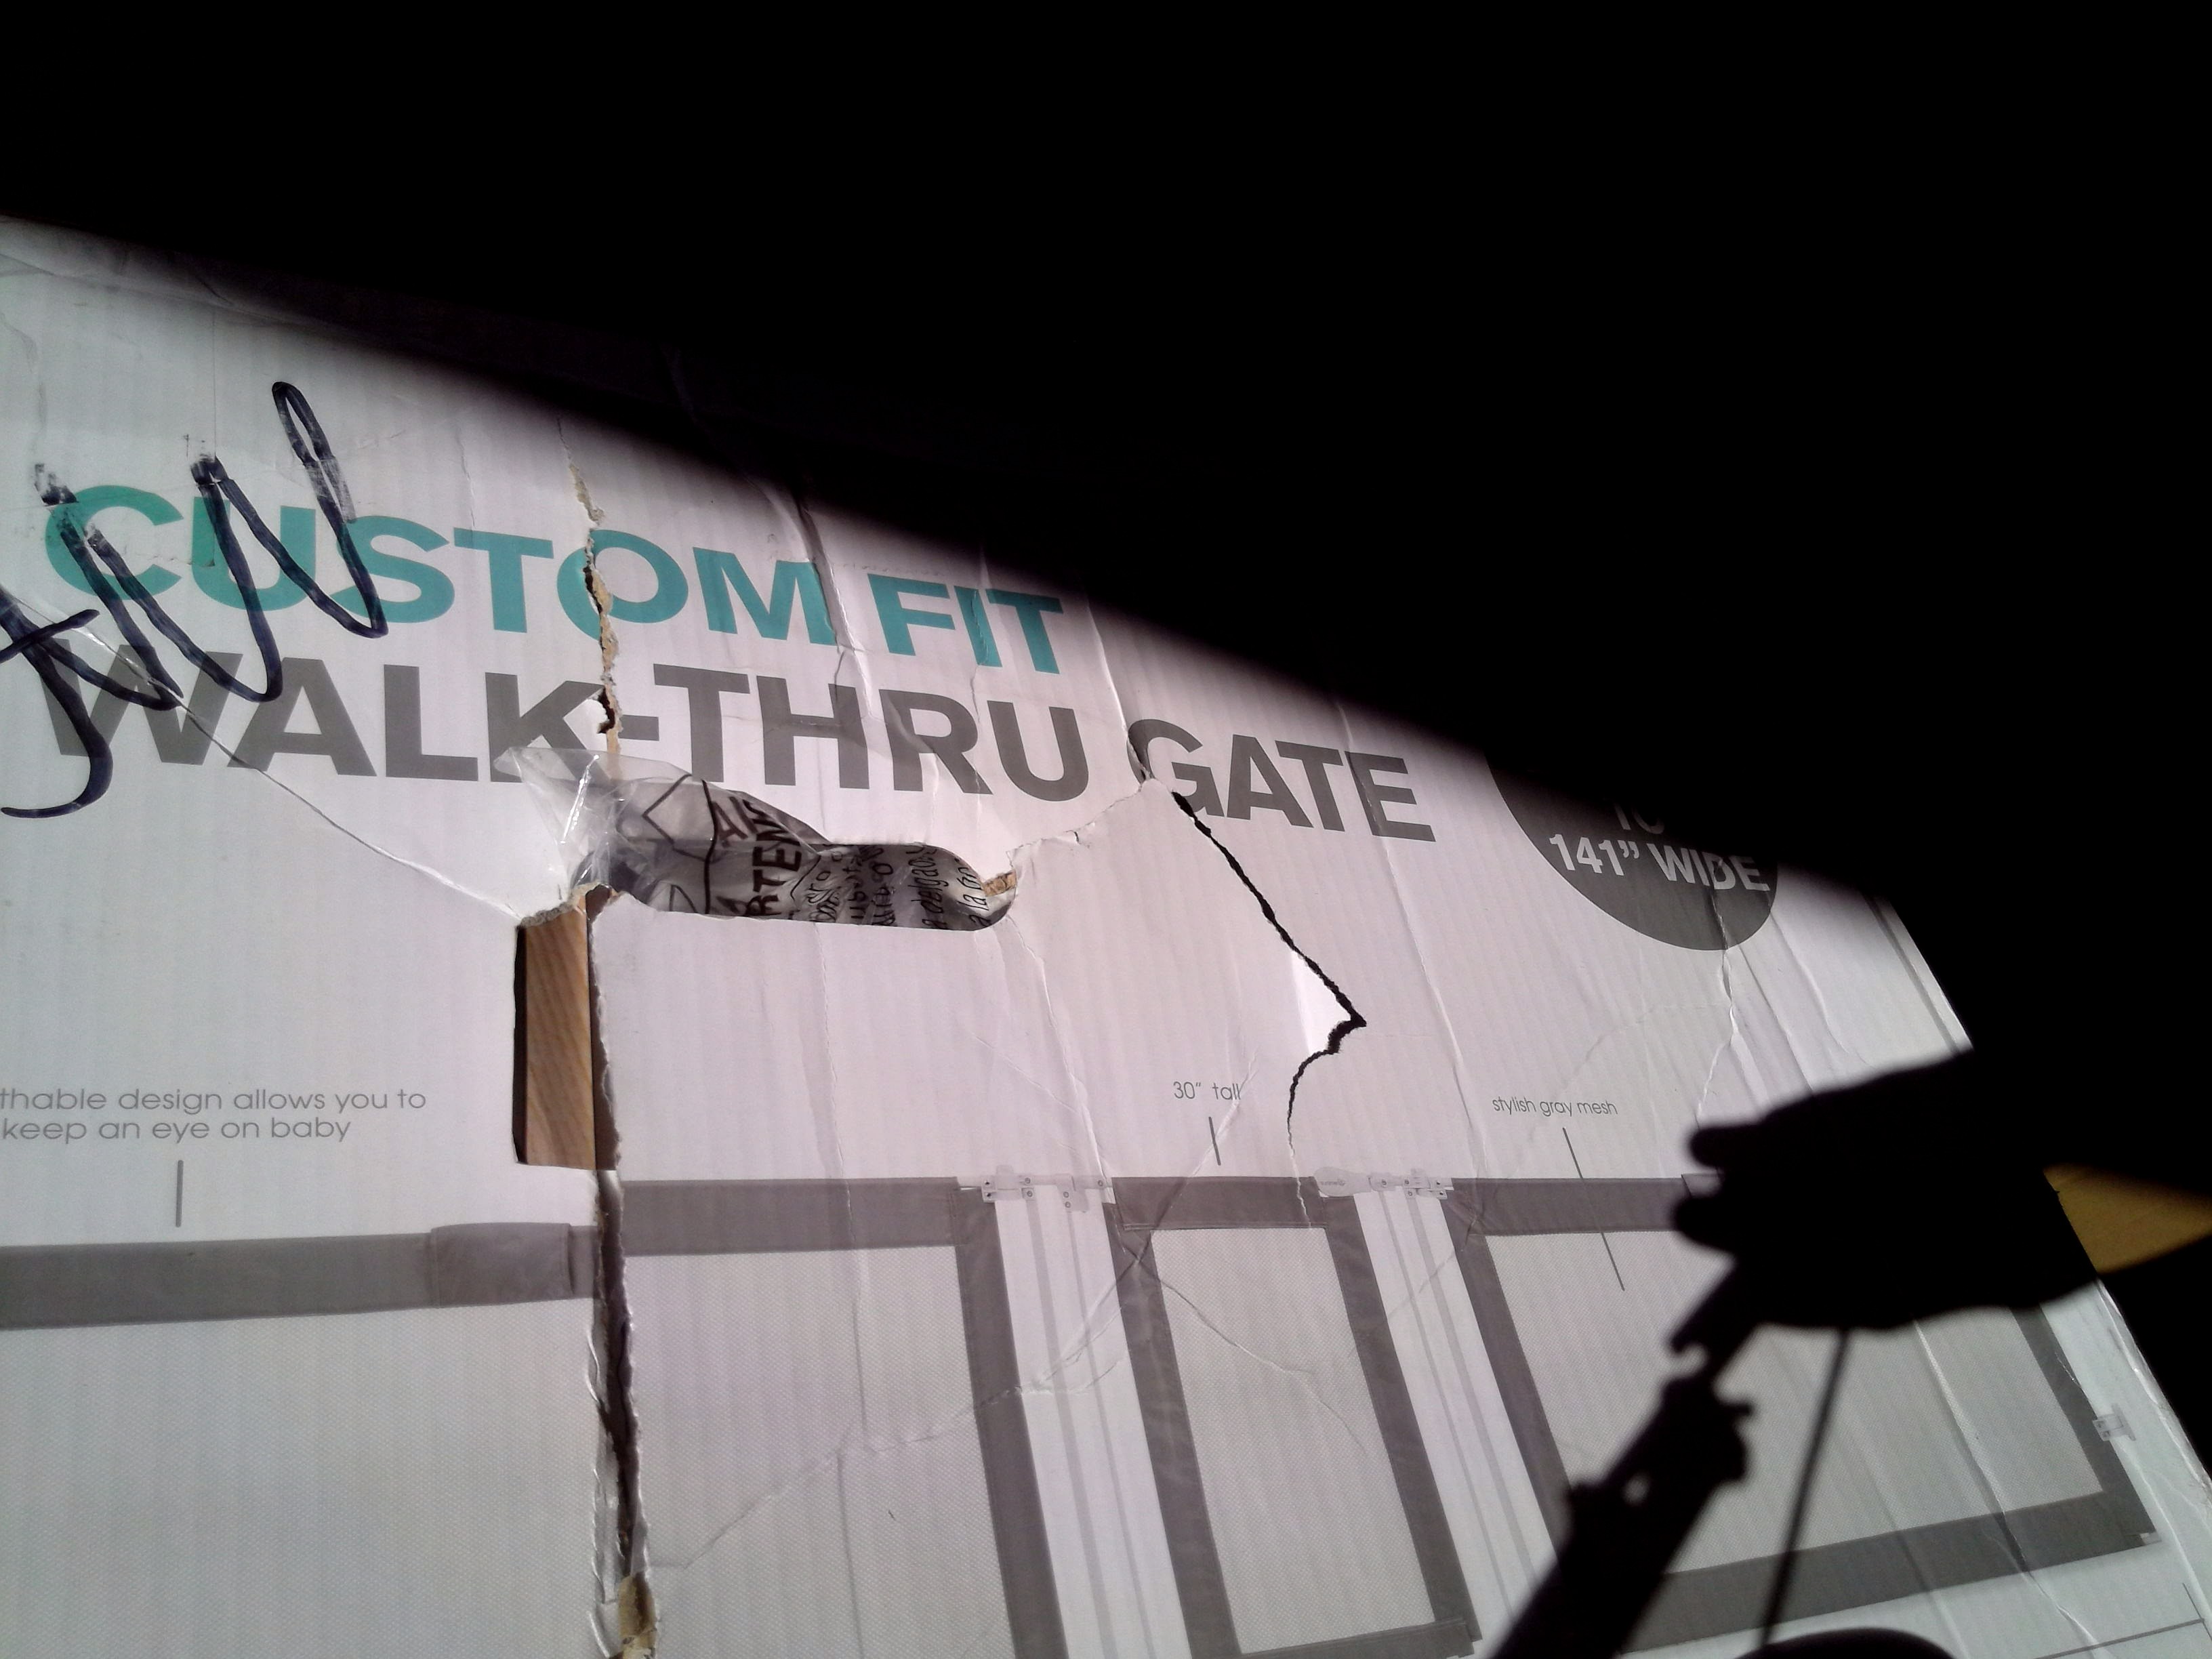 CUSTOM FIT
WALK-THRU GATE
141” WIDE
thable design allows you to
keep an eye on baby
30“ tall
stylish gray mesh